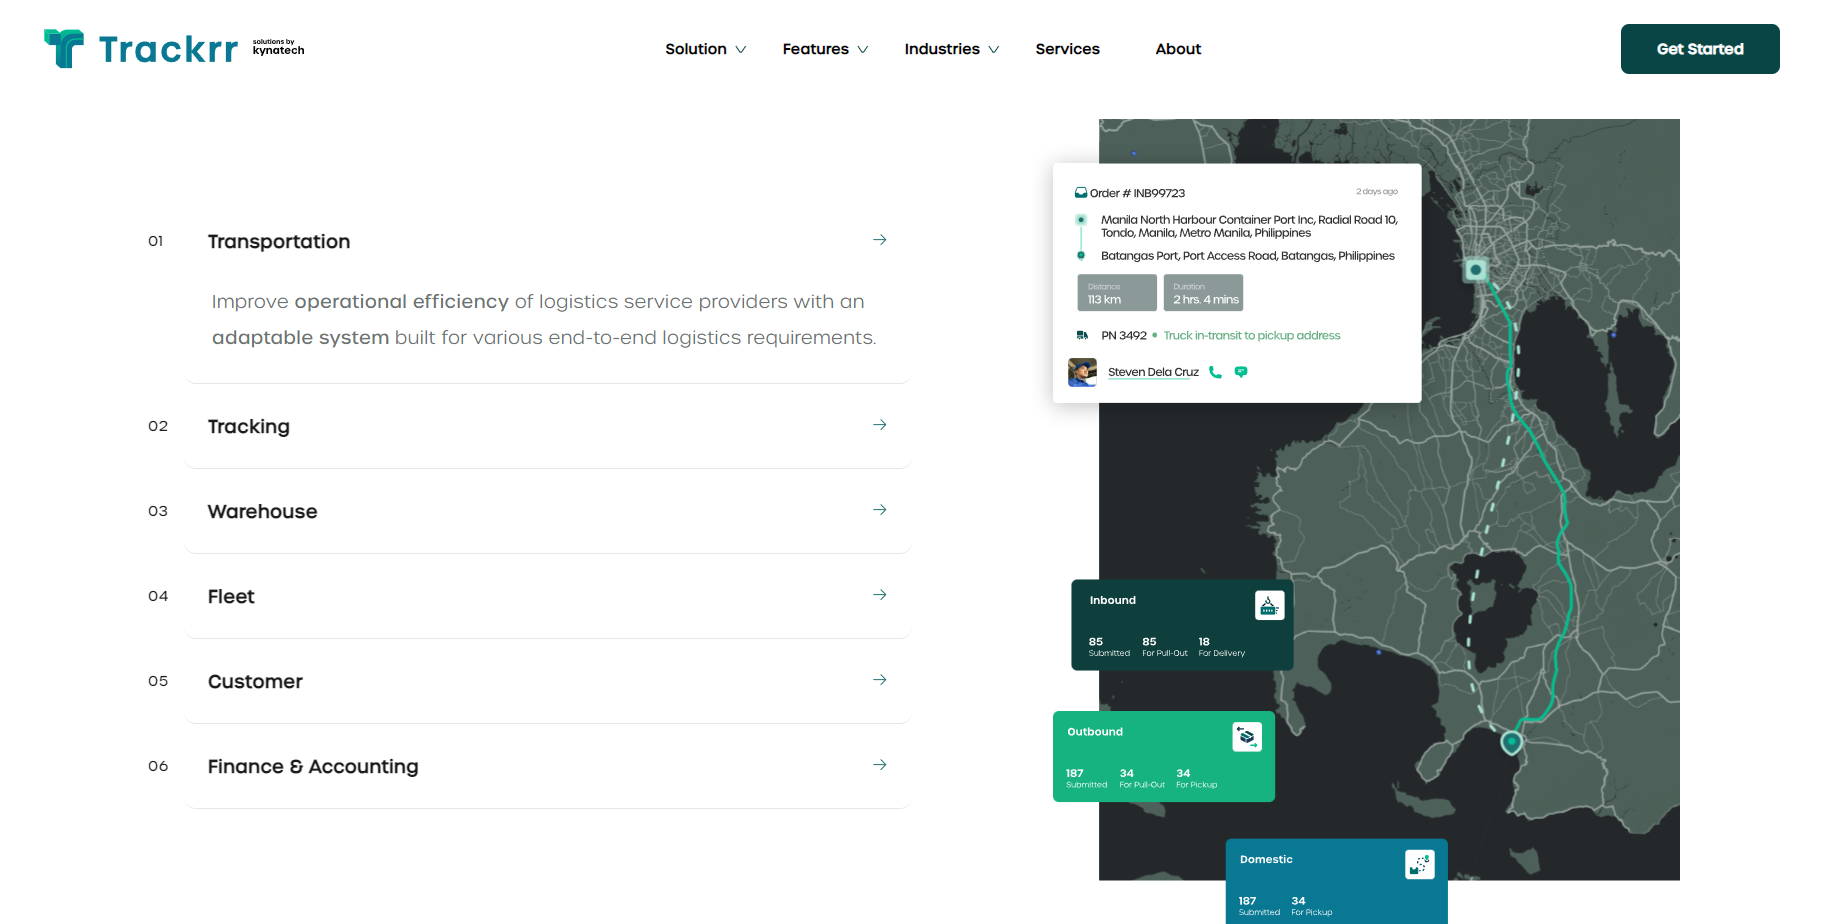 Trackrr
solutions by
kynatech
Solution
Features
Industries
Services
About
Get Started
01
Transportation
Improve operational efficiency of logistics service providers with an
adaptable system built for various end-to-end logistics requirements.
02
Tracking
03
Warehouse
04
Fleet
05
Customer
06
Finance & Accounting
Order # INB99723
2 days ago
Manila North Harbour Container Port Inc, Radial Road 10,
Tondo, Manila, Metro Manila, Philippines
Batangas Port, Port Access Road, Batangas, Philippines
Distance
113 km
Duration
2 hrs. 4 mins
PN 3492 • Truck in-transit to pickup address
Steven Dela Cruz
Inbound
85 85 18
Submitted For Pull-Out For Delivery
Outbound
187 34 34
Submitted For Pull-Out For Pickup
Domestic
187 34
Submitted For Pickup